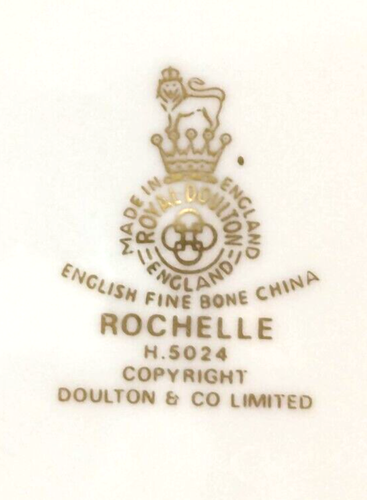 MADE IN ENGLAND
ROYAL DOULTON
ENGLAND
ENGLISH FINE BONE CHINA
ROCHELLE
H.5024
COPYRIGHT
DOULTON & CO LIMITED